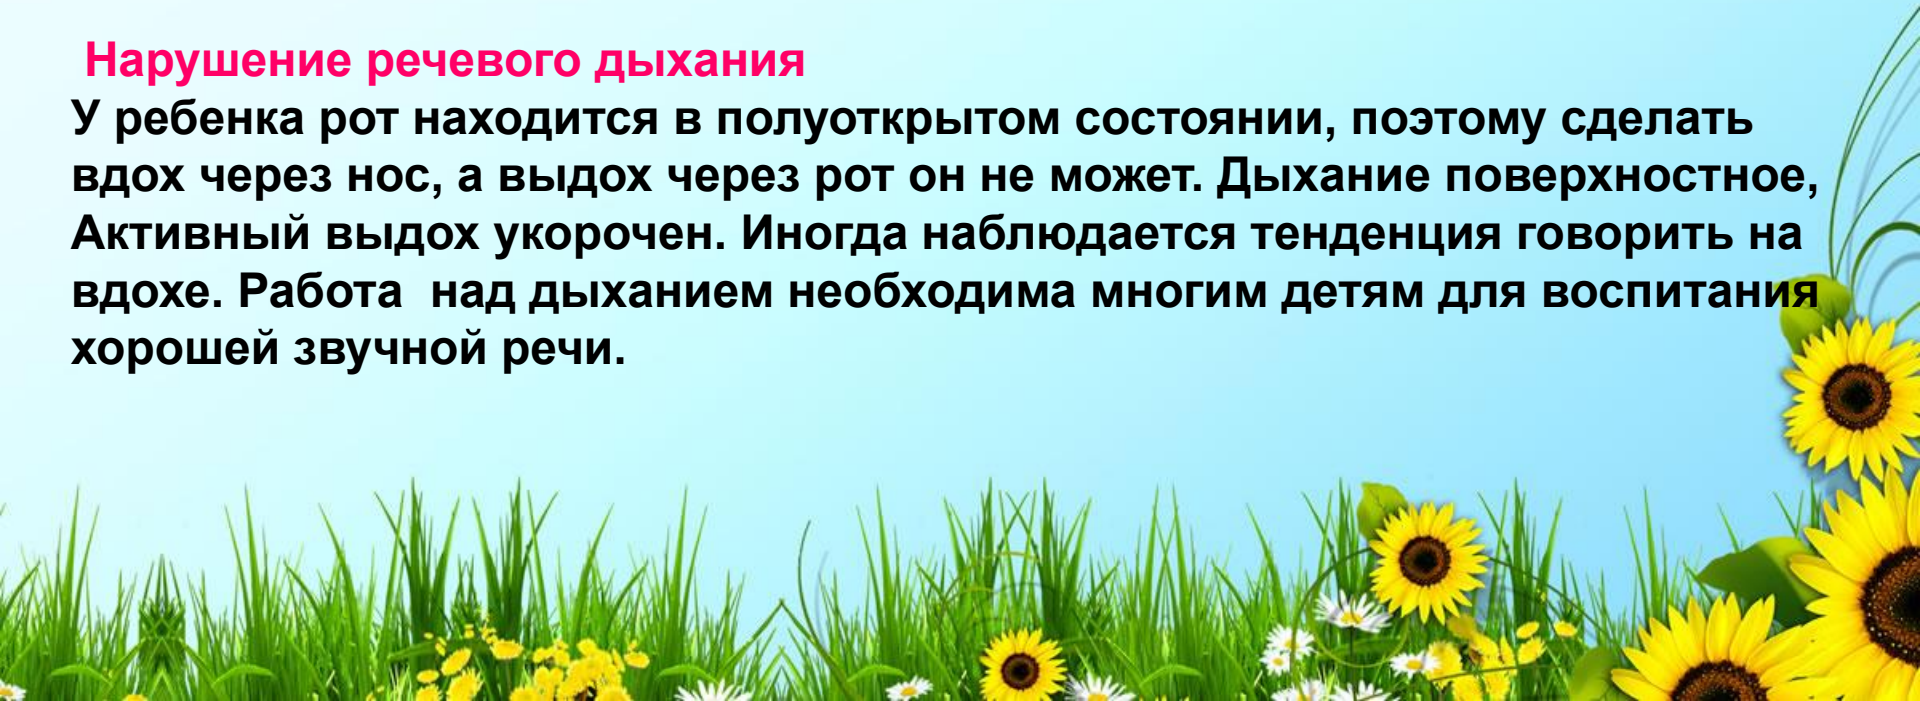 Нарушение речевого дыхания
У ребенка рот находится в полуоткрытом состоянии, поэтому сделать
вдох через нос, а выдох через рот он не может. Дыхание поверхностное,
Активный выдох укорочен. Иногда наблюдается тенденция говорить на
вдохе. Работа  над дыханием необходима многим детям для воспитания
хорошей звучной речи.